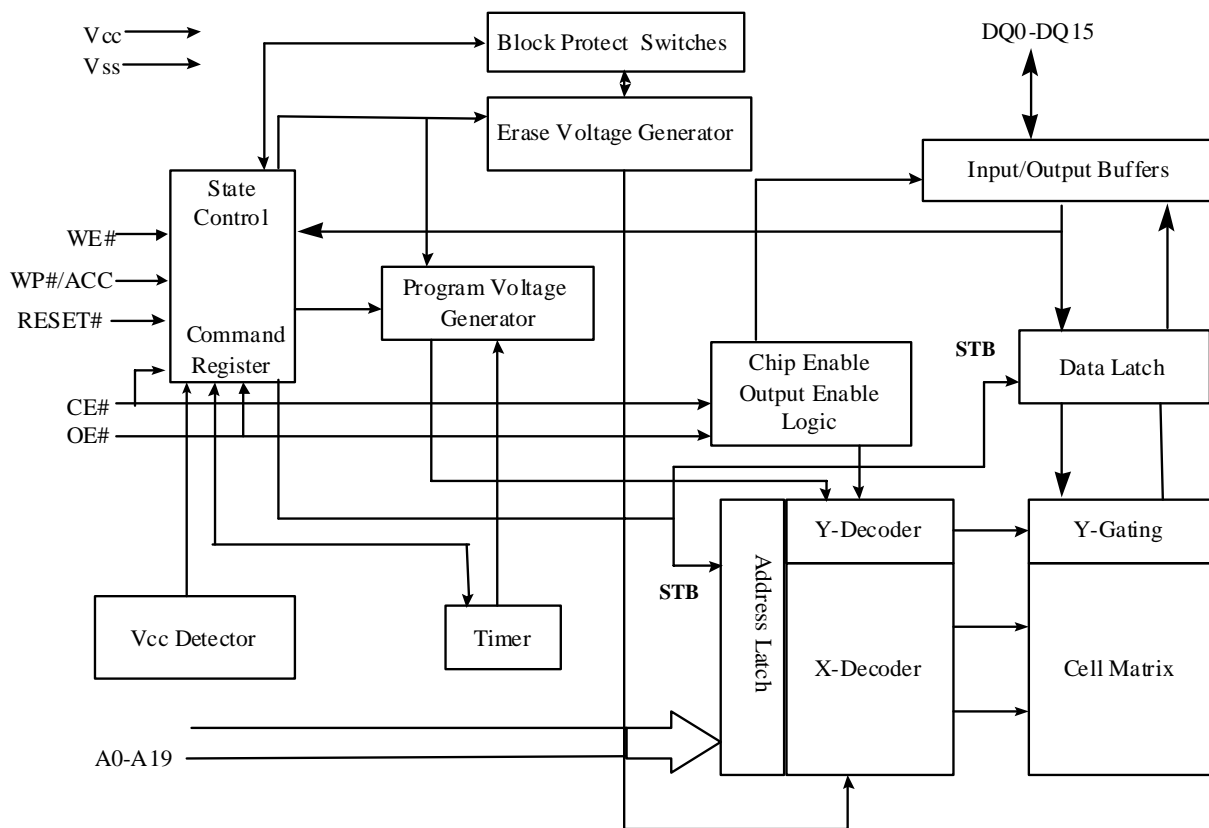 Vcc
Vss
Block Protect Switches
DQ0-DQ15
Erase Voltage Generator
Input/Output Buffers
State
Control
WE#
WP#/ACC
RESET#
Command
Register
Program Voltage
Generator
STB
Chip Enable
Output Enable
Logic
Data Latch
CE#
OE#
Address Latch
Y-Decoder
Y-Gating
STB
Vcc Detector
Timer
X-Decoder
Cell Matrix
A0-A19